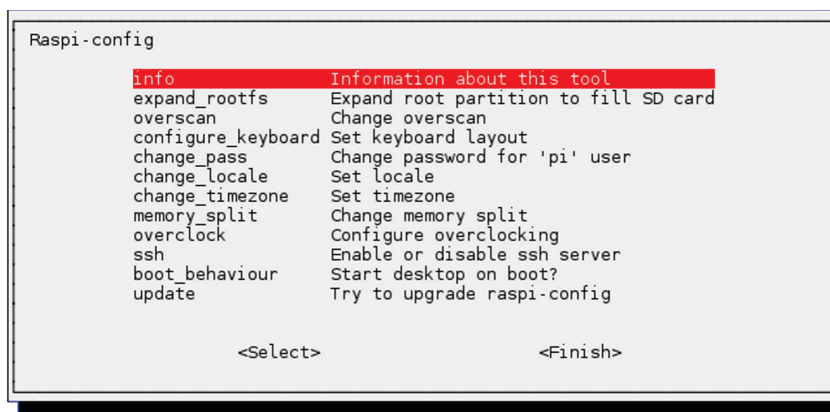 Raspi-config
info Information about this tool
expand_rootfs Expand root partition to fill SD card
overscan Change overscan
configure_keyboard Set keyboard layout
change_pass Change password for 'pi' user
change_locale Set locale
change_timezone Set timezone
memory_split Change memory split
overclock Configure overclocking
ssh Enable or disable ssh server
boot_behaviour Start desktop on boot?
update Try to upgrade raspi-config
<Select> <Finish>